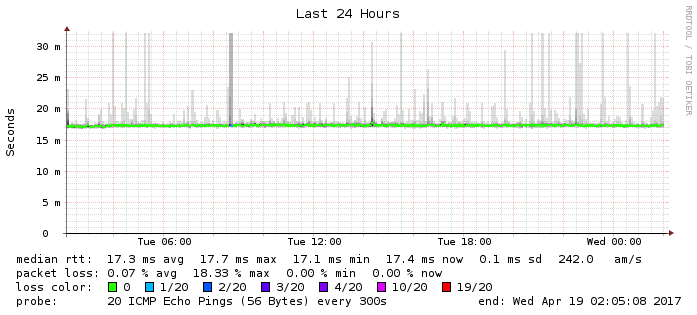 Last 24 Hours
RRDTOOL / TOBI OETIKER
Seconds
30 m
25 m
20 m
15 m
10 m
5 m
0
Tue 06:00 Tue 12:00 Tue 18:00 Wed 00:00
median rtt: 17.3 ms avg 17.7 ms max 17.1 ms min 17.4 ms now 0.1 ms sd 242.0 am/s
packet loss: 0.07 % avg 18.33 % max 0.00 % min 0.00 % now
loss color: 0 1/20 2/20 3/20 4/20 10/20 19/20
probe: 20 ICMP Echo Pings (56 Bytes) every 300s end: Wed Apr 19 02:05:08 2017